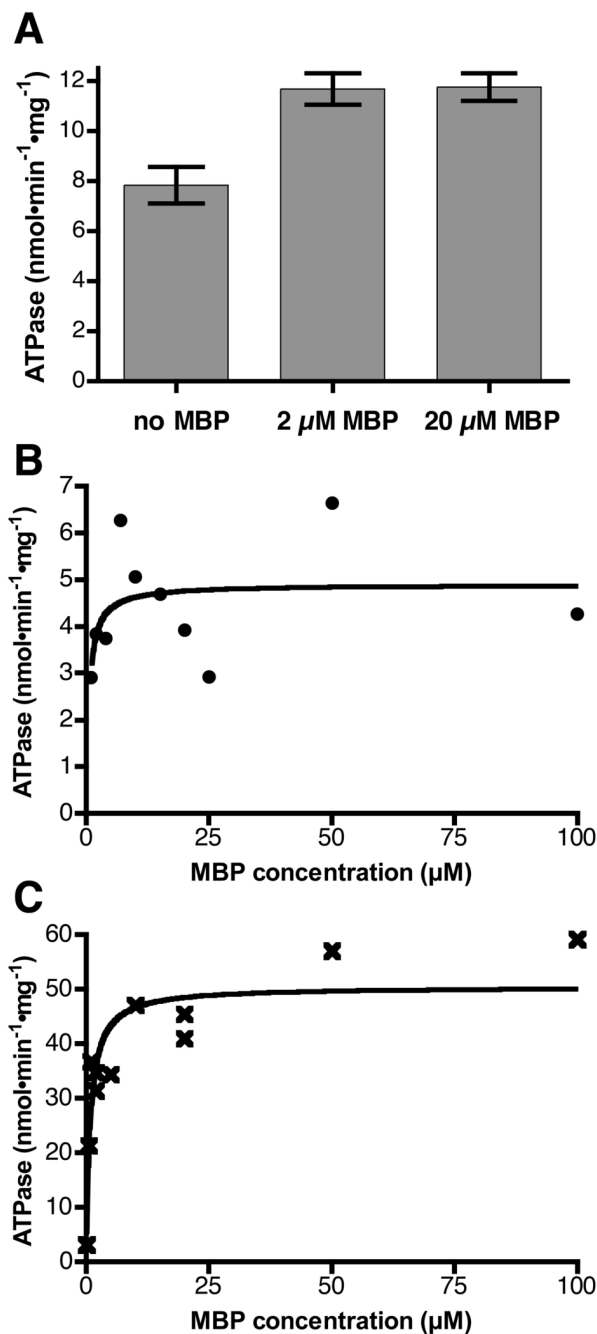 A
ATPase (nmol•min⁻¹•mg⁻¹)
12
10
8
6
4
2
0
no MBP 2 µM MBP 20 µM MBP
B
ATPase (nmol•min⁻¹•mg⁻¹)
7
6
5
4
3
2
1
0
0 25 50 75 100
MBP concentration (µM)
C
ATPase (nmol•min⁻¹•mg⁻¹)
60
50
40
30
20
10
0
0 25 50 75 100
MBP concentration (µM)